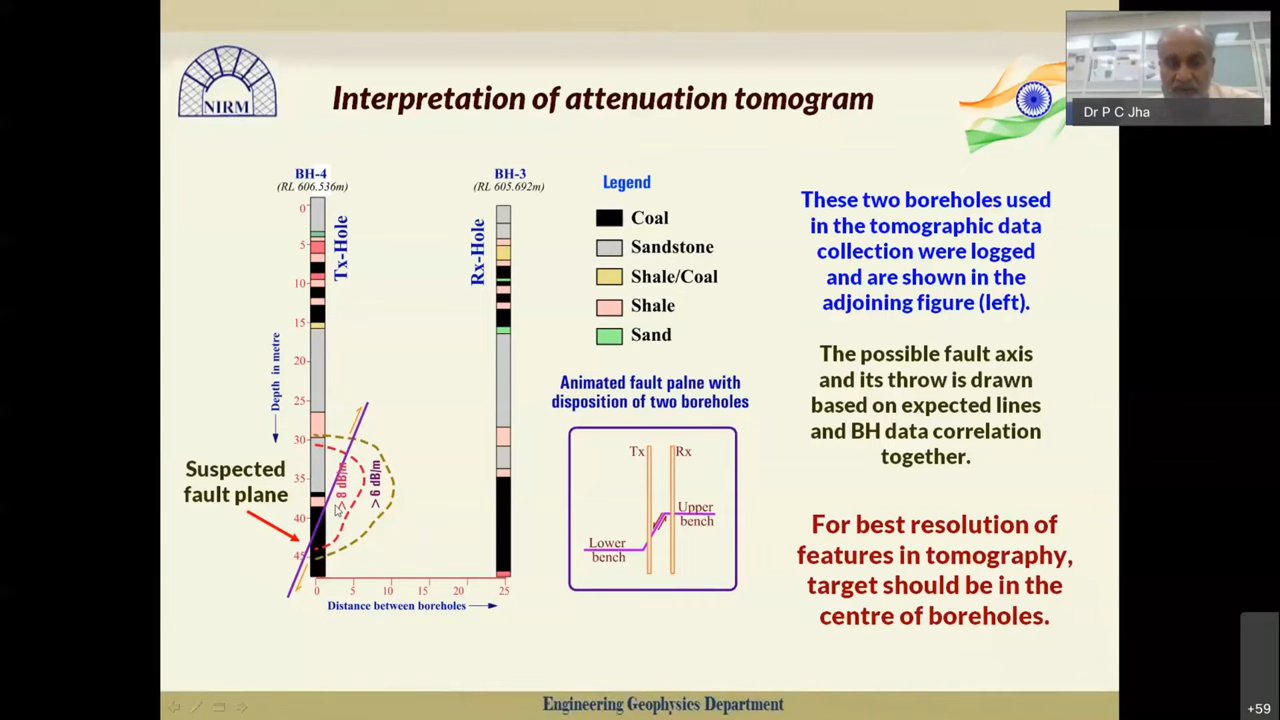 NIRM
Interpretation of attenuation tomogram
Dr P C Jha
BH-4
(RL 606.536m)
BH-3
(RL 605.692m)
Tx-Hole
Rx-Hole
0
5
10
15
20
25
30
35
40
45
Depth in metre
Suspected
fault plane
> 8 dB/m
> 6 dB/m
0
5
10
15
20
25
Distance between boreholes
Legend
Coal
Sandstone
Shale/Coal
Shale
Sand
Animated fault palne with
disposition of two boreholes
Tx
Rx
Upper
bench
Lower
bench
These two boreholes used
in the tomographic data
collection were logged
and are shown in the
adjoining figure (left).
The possible fault axis
and its throw is drawn
based on expected lines
and BH data correlation
together.
For best resolution of
features in tomography,
target should be in the
centre of boreholes.
Engineering Geophysics Department
+59